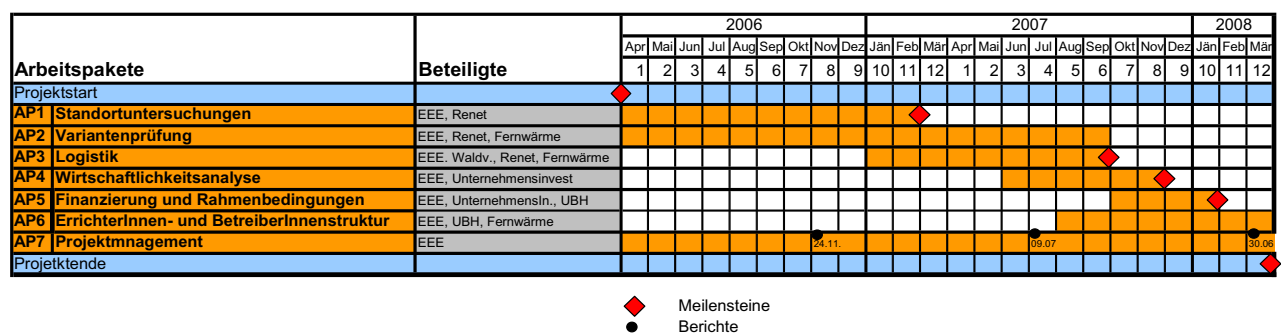 2006 2007 2008
Apr Mai Jun Jul Aug Sep Okt Nov Dez Jän Feb Mär Apr Mai Jun Jul Aug Sep Okt Nov Dez Jän Feb Mär
Arbeitspakete Beteiligte 1 2 3 4 5 6 7 8 9 10 11 12 1 2 3 4 5 6 7 8 9 10 11 12
Projektstart
AP1 Standortuntersuchungen EEE, Renet
AP2 Variantenprüfung EEE, Renet, Fernwärme
AP3 Logistik EEE. Waldv., Renet, Fernwärme
AP4 Wirtschaftlichkeitsanalyse EEE, Unternehmensinvest
AP5 Finanzierung und Rahmenbedingungen EEE, UnternehmensIn., UBH
AP6 ErrichterInnen- und BetreiberInnenstruktur EEE, UBH, Fernwärme
AP7 Projektmnagement EEE 24.11. 09.07 30.06
Projetktende
Meilensteine
Berichte